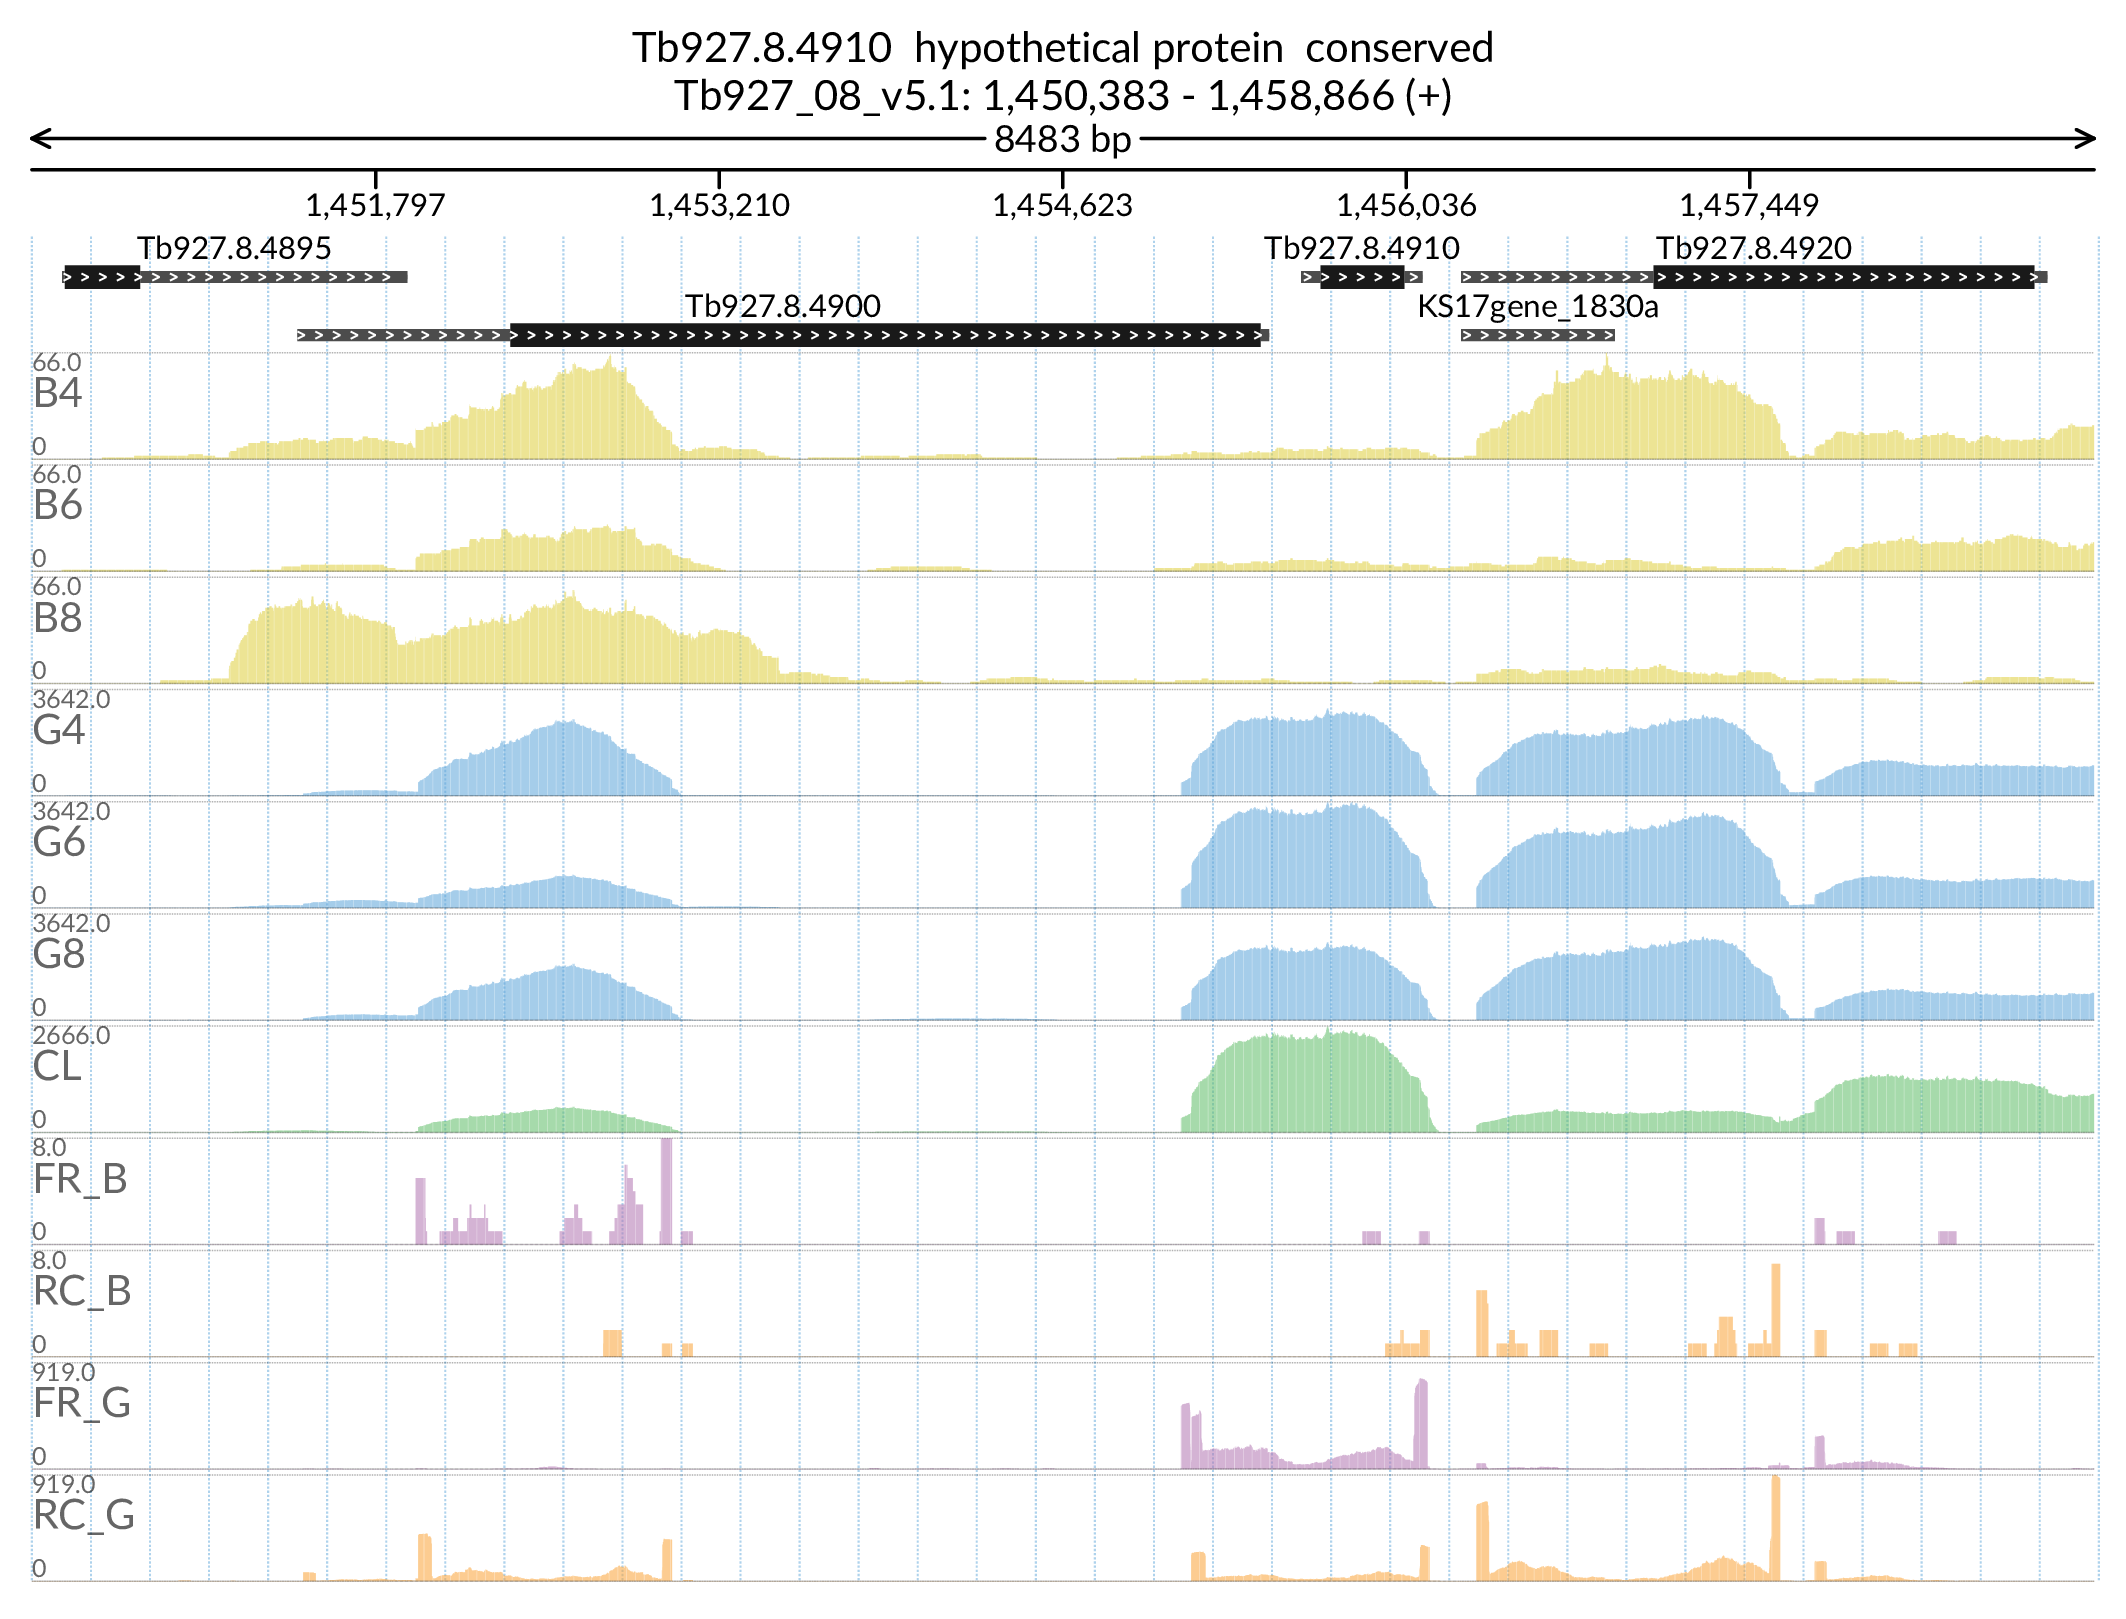 Tb927.8.4910  hypothetical protein  conserved
Tb927_08_v5.1: 1,450,383 - 1,458,866 (+)
8483 bp
1,451,797 1,453,210 1,454,623 1,456,036 1,457,449
Tb927.8.4895 Tb927.8.4910 Tb927.8.4920
Tb927.8.4900 KS17gene_1830a
66.0
B4
0
66.0
B6
0
66.0
B8
0
3642.0
G4
0
3642.0
G6
0
3642.0
G8
0
2666.0
CL
0
8.0
FR_B
0
8.0
RC_B
0
919.0
FR_G
0
919.0
RC_G
0